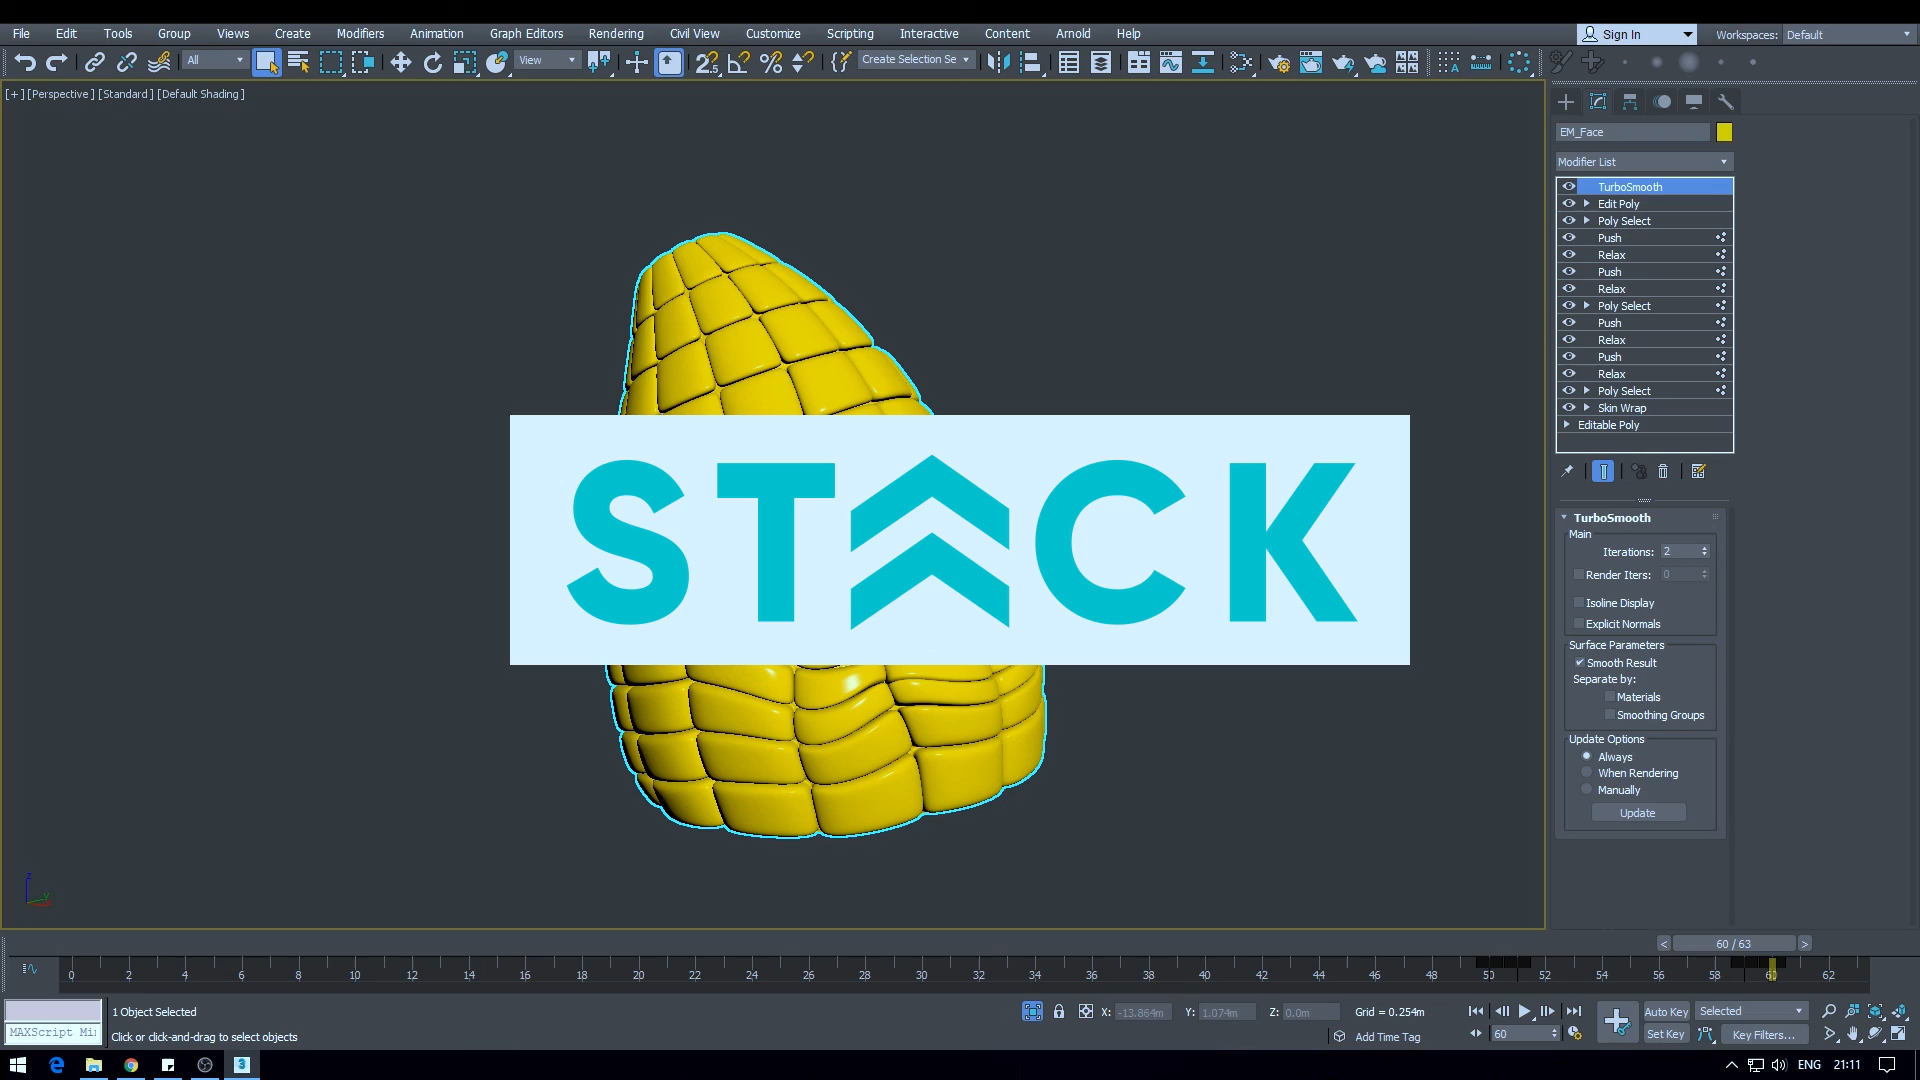 File Edit Tools Group Views Create Modifiers Animation Graph Editors Rendering Civil View Customize Scripting Interactive Content Arnold Help
Sign In
Workspaces: Default
All
View
Create Selection Se
[+] [Perspective] [Standard] [Default Shading]
EM_Face
Modifier List
TurboSmooth
Edit Poly
Poly Select
Push
Relax
Push
Relax
Poly Select
Push
Relax
Push
Relax
Poly Select
Skin Wrap
Editable Poly
STACK
TurboSmooth
Main
Iterations: 2
Render Iters: 0
Isoline Display
Explicit Normals
Surface Parameters
Smooth Result
Separate by:
Materials
Smoothing Groups
Update Options
Always
When Rendering
Manually
Update
Z
Y
< 60 / 63 >
0 2 4 6 8 10 12 14 16 18 20 22 24 26 28 30 32 34 36 38 40 42 44 46 48 50 52 54 56 58 60 62
1 Object Selected
X: -13.864m Y: 1.074m Z: 0.0m Grid = 0.254m
Auto Key Selected
MAXScript Mi
Click or click-and-drag to select objects
Add Time Tag
60
Set Key Key Filters...
ENG 21:11